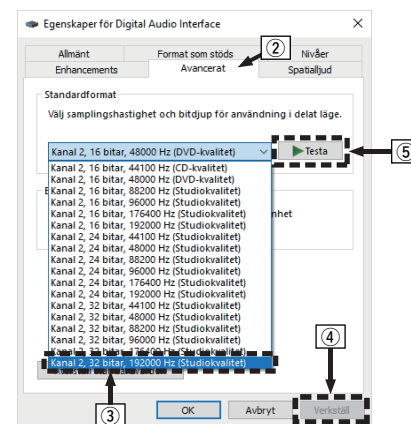 Egenskaper för Digital Audio Interface
②
Allmänt Format som stöds Nivåer
Enhancements Avancerat Spatialljud
Standardformat
Välj samplingshastighet och bitdjup för användning i delat läge.
Kanal 2, 16 bitar, 48000 Hz (DVD-kvalitet) Testa ⑤
Kanal 2, 16 bitar, 44100 Hz (CD-kvalitet)
Kanal 2, 16 bitar, 48000 Hz (DVD-kvalitet)
Kanal 2, 16 bitar, 88200 Hz (Studiokvalitet)
Kanal 2, 16 bitar, 96000 Hz (Studiokvalitet)
Kanal 2, 16 bitar, 176400 Hz (Studiokvalitet)
Kanal 2, 16 bitar, 192000 Hz (Studiokvalitet)
Kanal 2, 24 bitar, 44100 Hz (Studiokvalitet)
Kanal 2, 24 bitar, 48000 Hz (Studiokvalitet)
Kanal 2, 24 bitar, 88200 Hz (Studiokvalitet)
Kanal 2, 24 bitar, 96000 Hz (Studiokvalitet)
Kanal 2, 24 bitar, 176400 Hz (Studiokvalitet)
Kanal 2, 24 bitar, 192000 Hz (Studiokvalitet)
Kanal 2, 32 bitar, 44100 Hz (Studiokvalitet)
Kanal 2, 32 bitar, 48000 Hz (Studiokvalitet)
Kanal 2, 32 bitar, 88200 Hz (Studiokvalitet)
Kanal 2, 32 bitar, 96000 Hz (Studiokvalitet)
Kanal 2, 32 bitar, 176400 Hz (Studiokvalitet)
Kanal 2, 32 bitar, 192000 Hz (Studiokvalitet)
④
③
OK Avbryt Verkställ